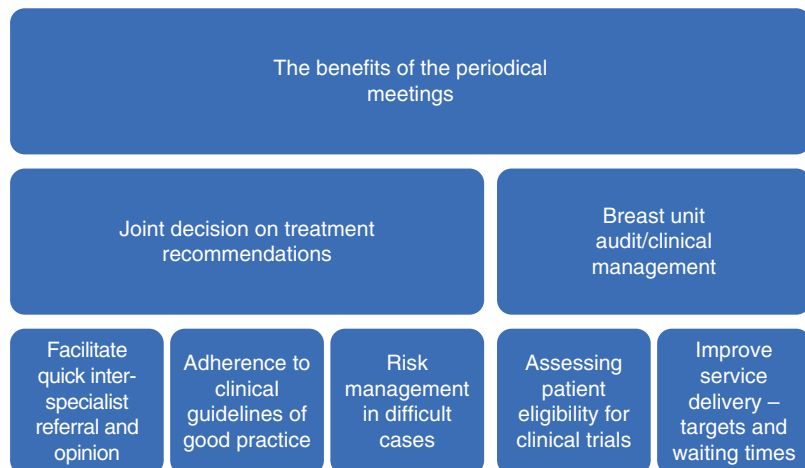 The benefits of the periodical
meetings
Joint decision on treatment
recommendations
Breast unit
audit/clinical
management
Facilitate
quick inter-
specialist
referral and
opinion
Adherence to
clinical
guidelines of
good practice
Risk
management
in difficult
cases
Assessing
patient
eligibility for
clinical trials
Improve
service
delivery –
targets and
waiting times